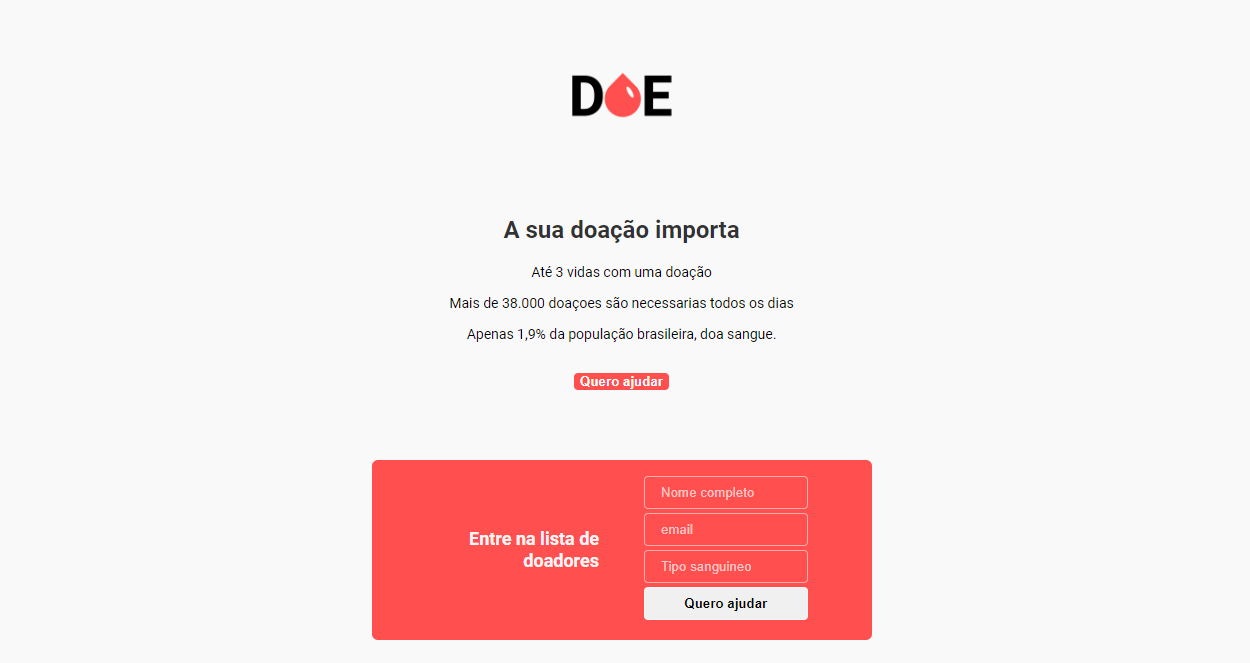 DOE
A sua doação importa
Até 3 vidas com uma doação
Mais de 38.000 doaçoes são necessarias todos os dias
Apenas 1,9% da população brasileira, doa sangue.
Quero ajudar
Entre na lista de
doadores
Nome completo
email
Tipo sanguineo
Quero ajudar